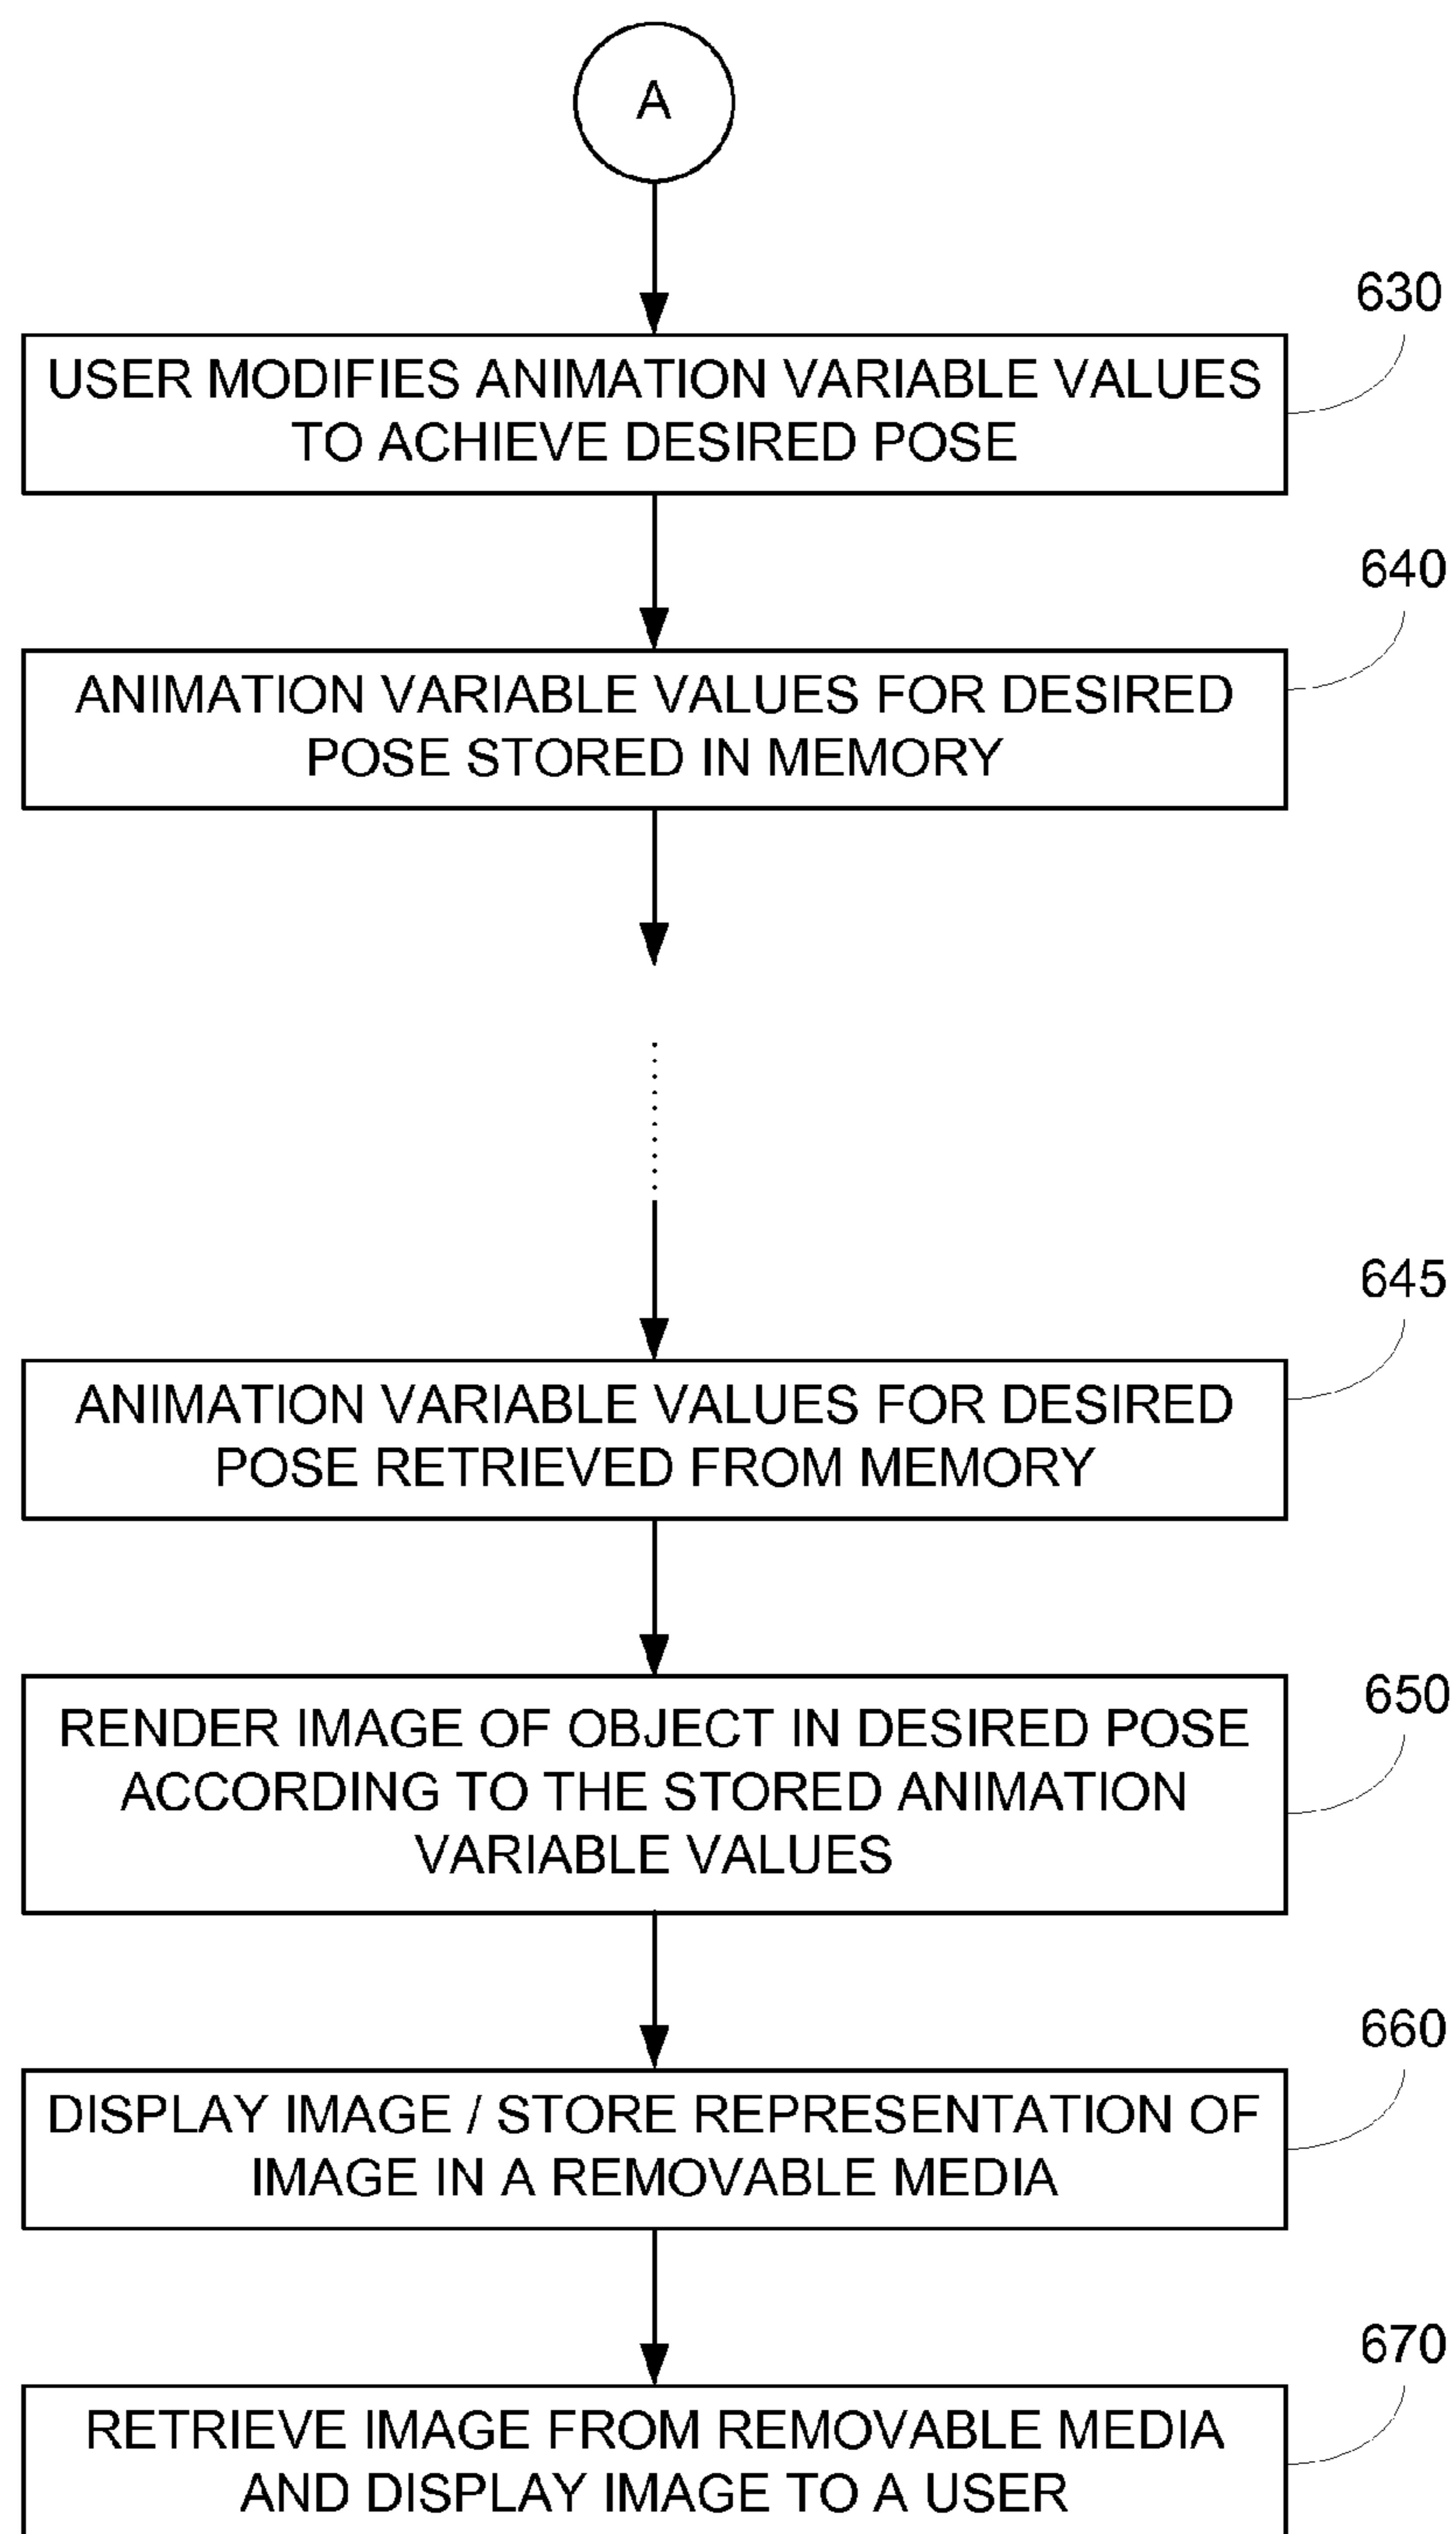 A
630
USER MODIFIES ANIMATION VARIABLE VALUES
TO ACHIEVE DESIRED POSE
640
ANIMATION VARIABLE VALUES FOR DESIRED
POSE STORED IN MEMORY
645
ANIMATION VARIABLE VALUES FOR DESIRED
POSE RETRIEVED FROM MEMORY
650
RENDER IMAGE OF OBJECT IN DESIRED POSE
ACCORDING TO THE STORED ANIMATION
VARIABLE VALUES
660
DISPLAY IMAGE / STORE REPRESENTATION OF
IMAGE IN A REMOVABLE MEDIA
670
RETRIEVE IMAGE FROM REMOVABLE MEDIA
AND DISPLAY IMAGE TO A USER